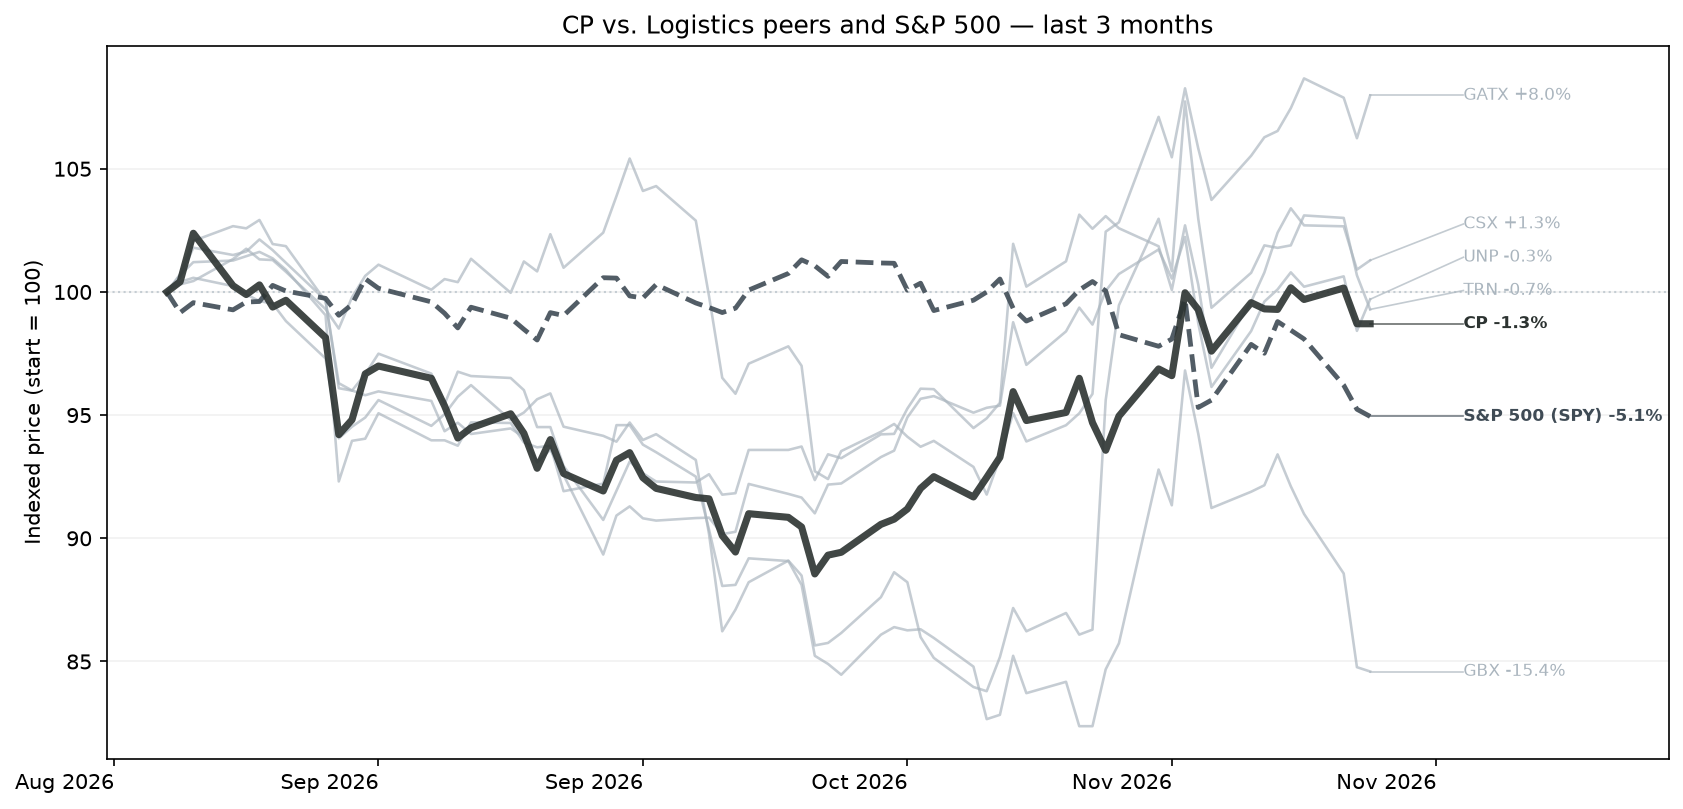 CP vs. Logistics peers and S&P 500 — last 3 months
Indexed price (start = 100)
105
100
95
90
85
GATX +8.0%
CSX +1.3%
UNP -0.3%
TRN -0.7%
CP -1.3%
S&P 500 (SPY) -5.1%
GBX -15.4%
Aug 2026
Sep 2026
Sep 2026
Oct 2026
Nov 2026
Nov 2026